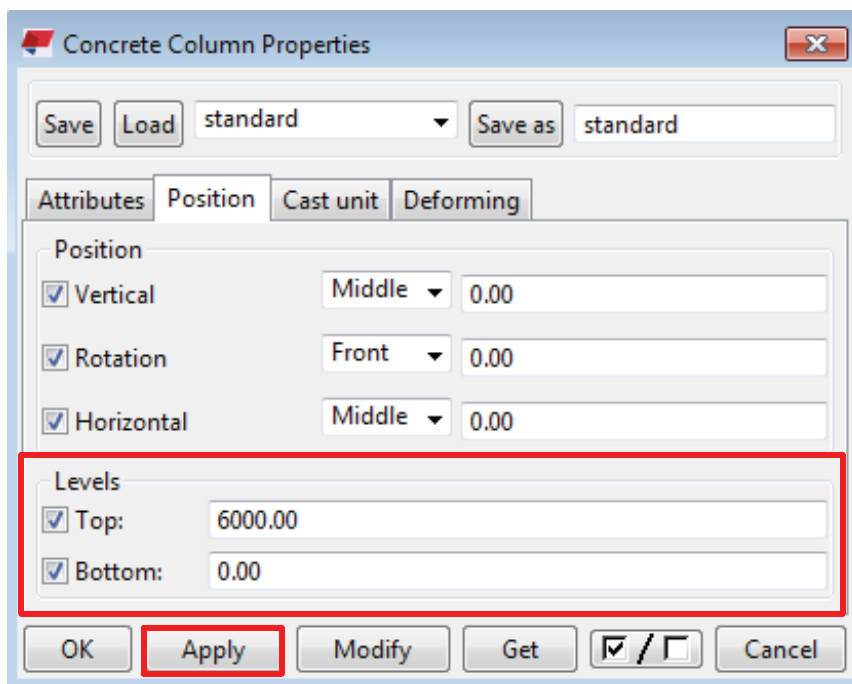 Concrete Column Properties
Save Load standard Save as standard
Attributes Position Cast unit Deforming
Position
Vertical Middle 0.00
Rotation Front 0.00
Horizontal Middle 0.00
Levels
Top: 6000.00
Bottom: 0.00
OK Apply Modify Get / Cancel